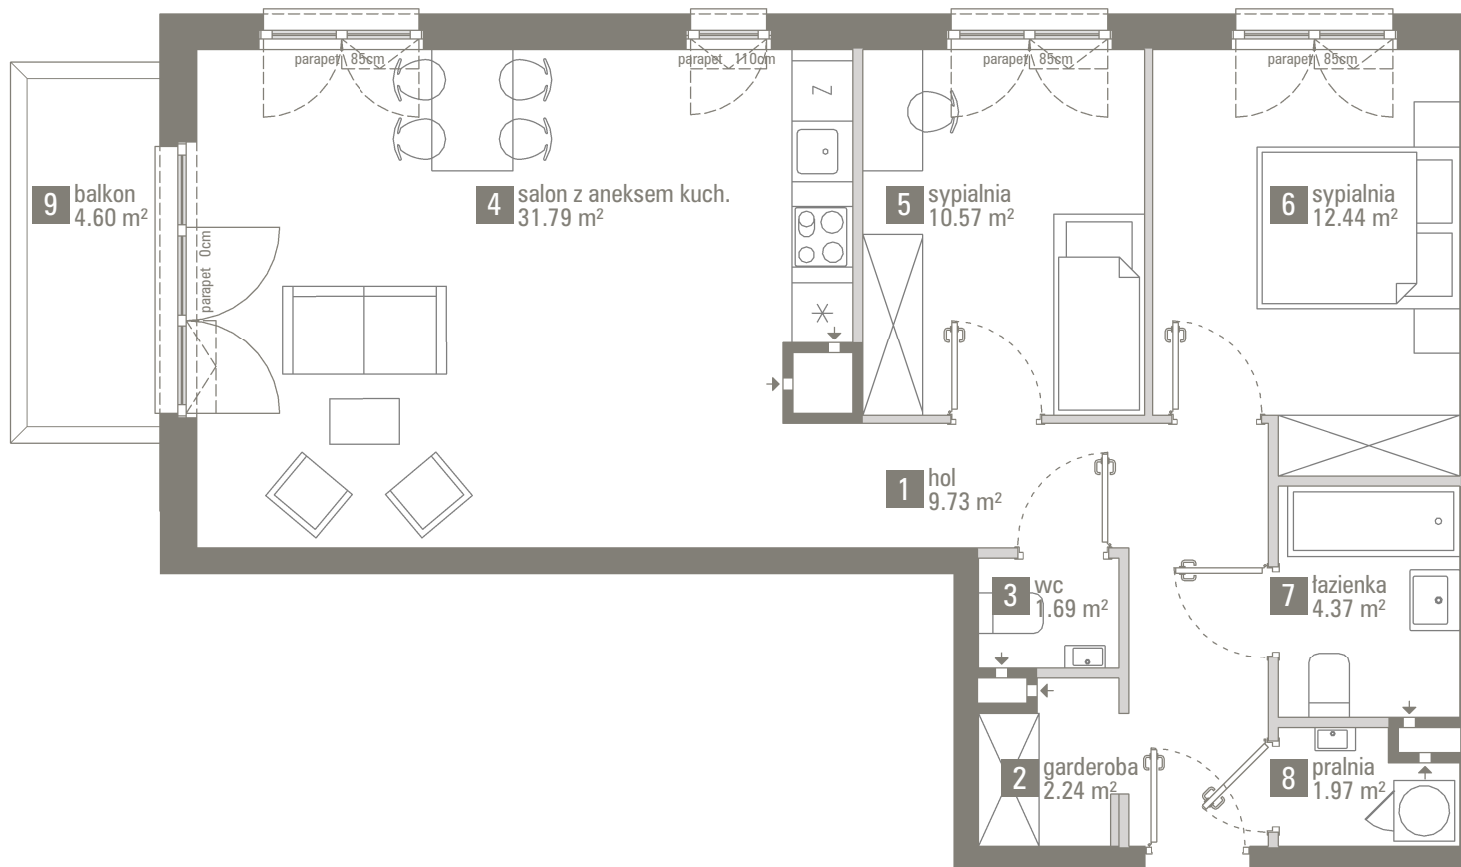 parapet 85cm
parapet 110cm
parapet 85cm
parapet 85cm
Z
9 balkon
4.60 m²
4 salon z aneksem kuch.
31.79 m²
5 sypialnia
10.57 m²
6 sypialnia
12.44 m²
parapet 0cm
1 hol
9.73 m²
3 wc
1.69 m²
7 łazienka
4.37 m²
2 garderoba
2.24 m²
8 pralnia
1.97 m²